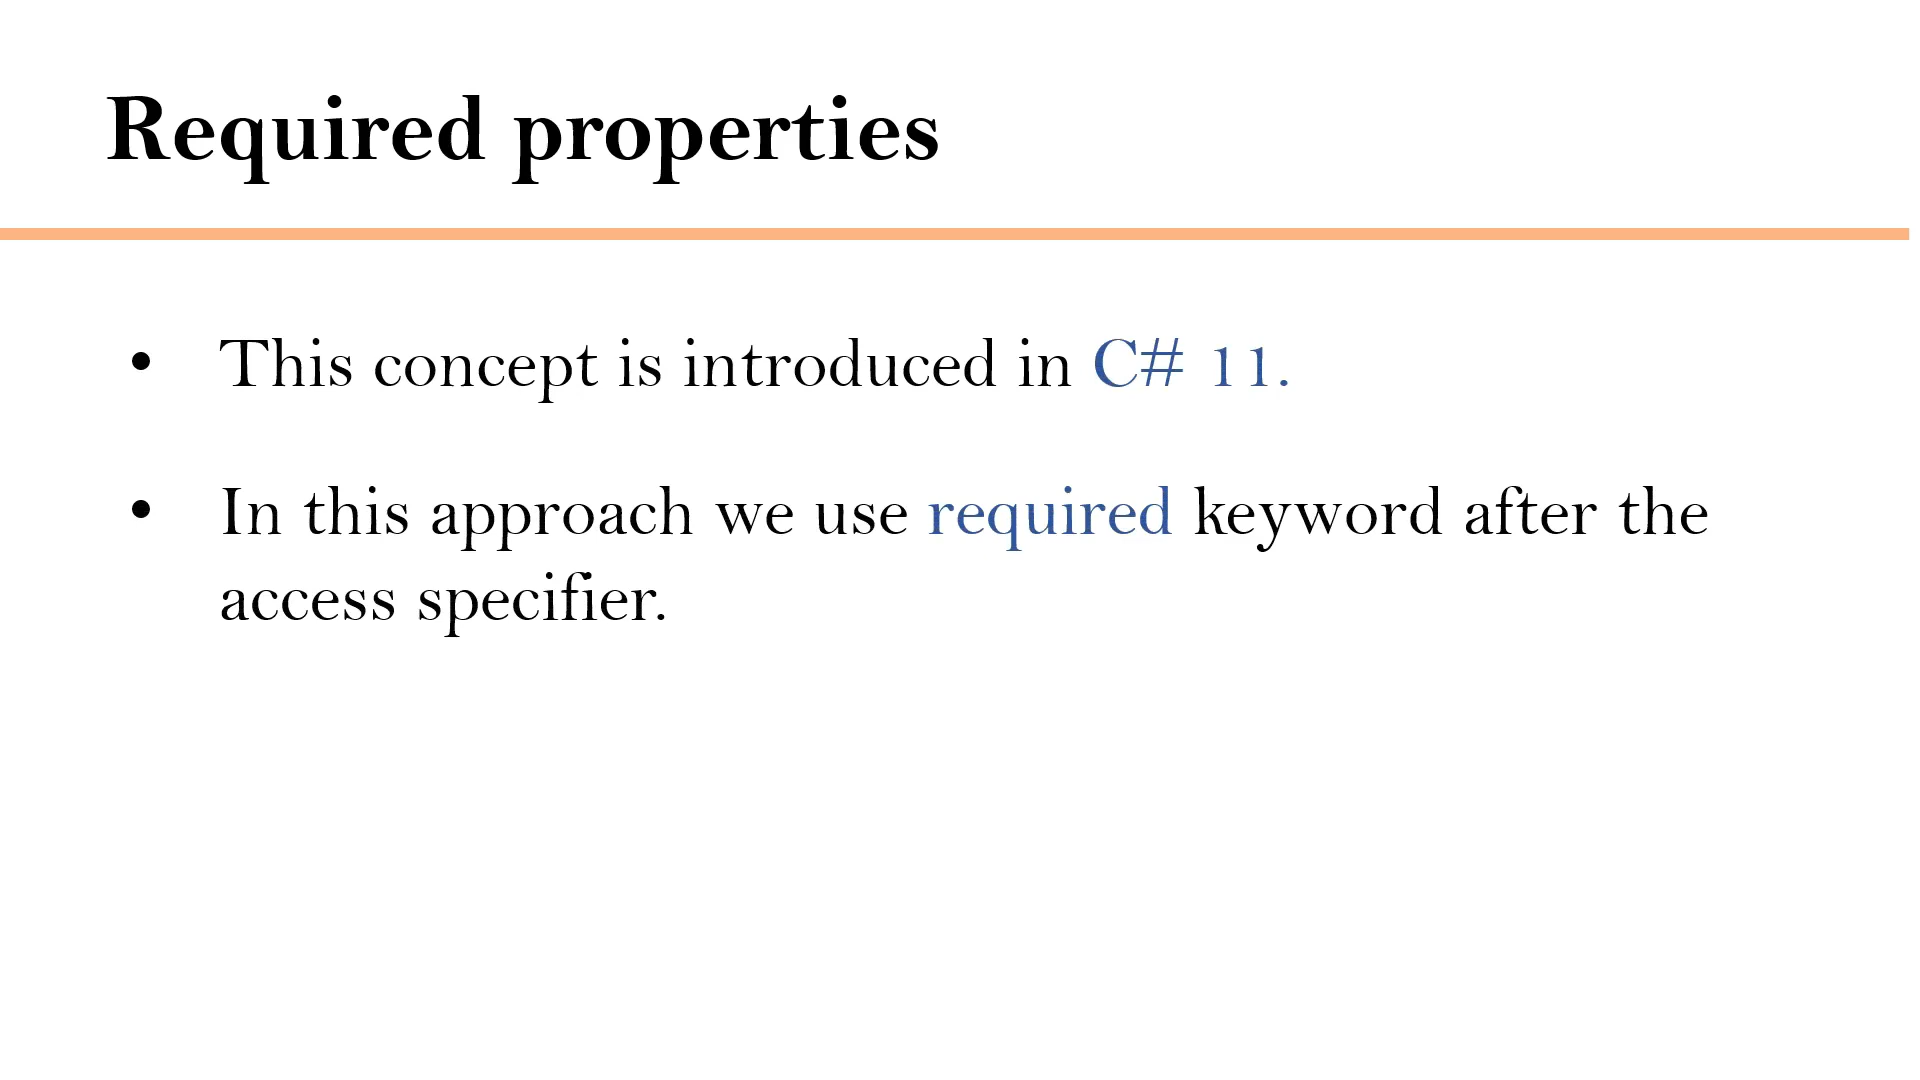 Required properties
• This concept is introduced in C# 11.
• In this approach we use required keyword after the
access specifier.